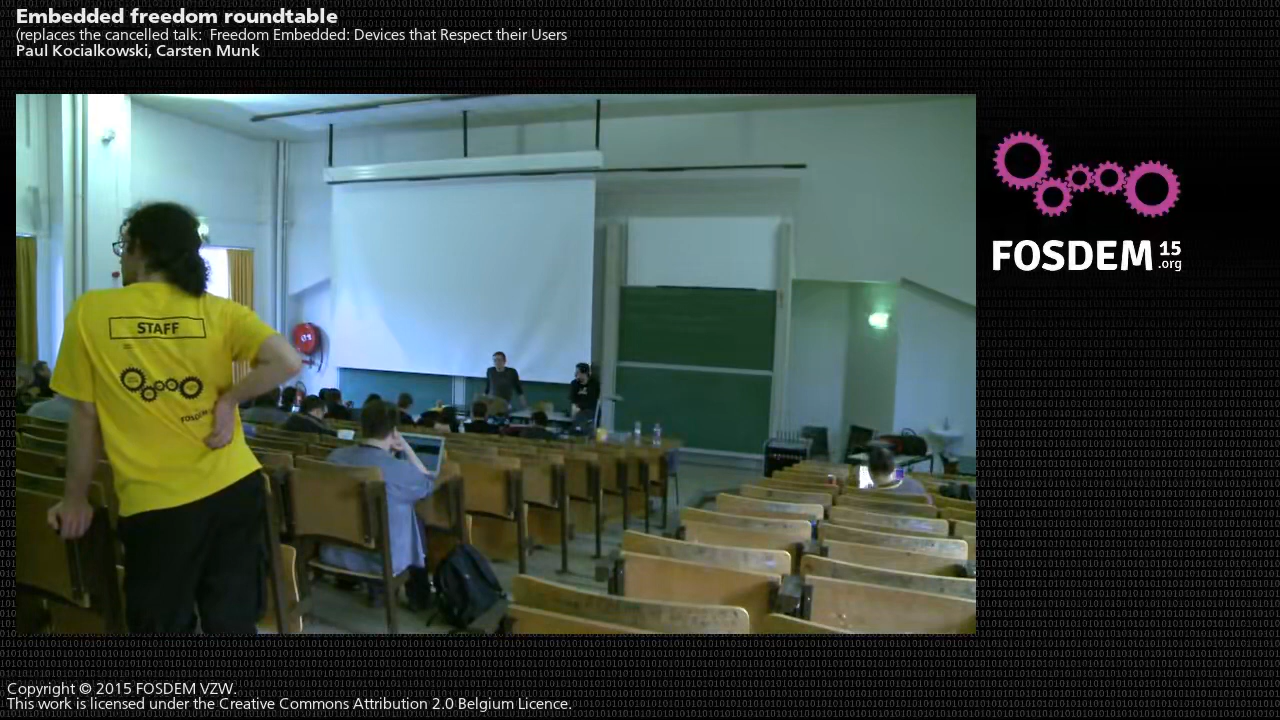 Embedded freedom roundtable
(replaces the cancelled talk:  Freedom Embedded: Devices that Respect their Users
Paul Kocialkowski, Carsten Munk
STAFF
FOSDEM
FOSDEM 15
.org
Copyright © 2015 FOSDEM VZW.
This work is licensed under the Creative Commons Attribution 2.0 Belgium Licence.